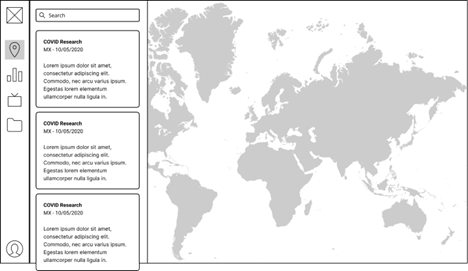 Search
COVID Research
MX - 10/05/2020
Lorem ipsum dolor sit amet,
consectetur adipiscing elit.
Commodo, nec arcu varius ipsum.
Egestas lorem elementum
ullamcorper nulla ligula in.
COVID Research
MX - 10/05/2020
Lorem ipsum dolor sit amet,
consectetur adipiscing elit.
Commodo, nec arcu varius ipsum.
Egestas lorem elementum
ullamcorper nulla ligula in.
COVID Research
MX - 10/05/2020
Lorem ipsum dolor sit amet,
consectetur adipiscing elit.
Commodo, nec arcu varius ipsum.
Egestas lorem elementum
ullamcorper nulla ligula in.